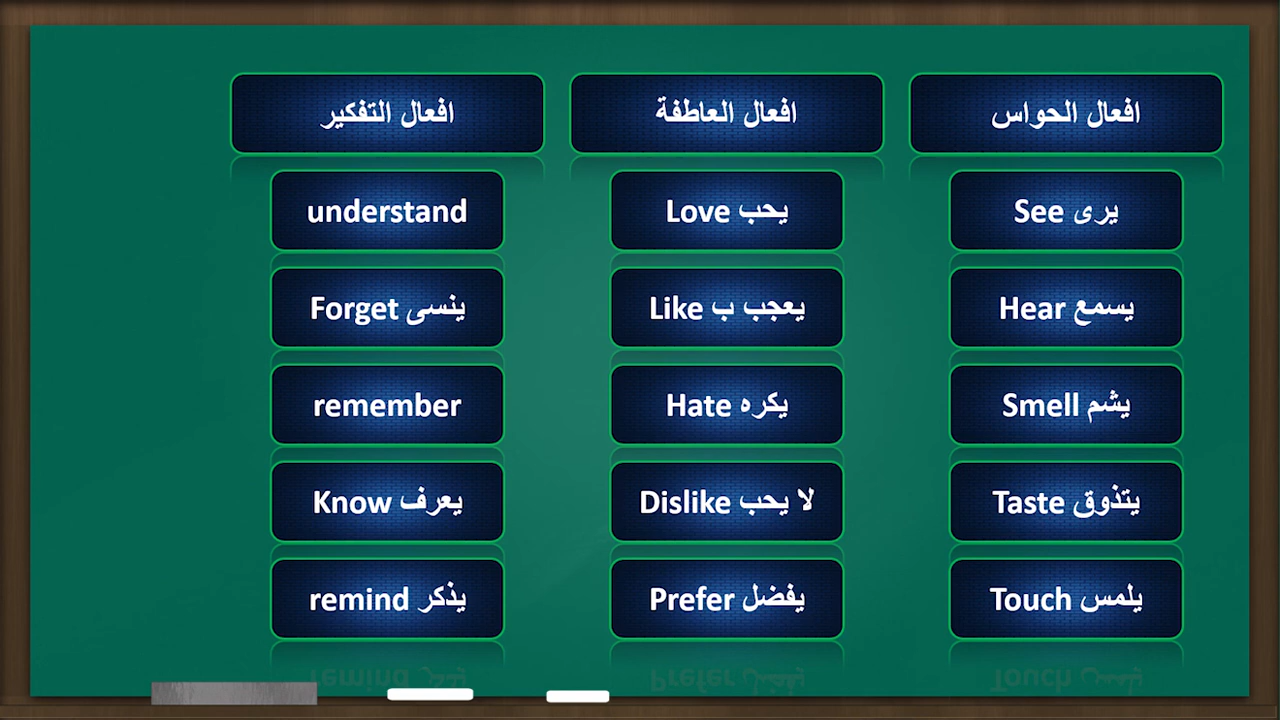 افعال الحواس
افعال العاطفة
افعال التفكير
See يرى
Love يحب
understand
Hear يسمع
Like يعجب ب
Forget ينسى
Smell يشم
Hate يكره
remember
Taste يتذوق
Dislike لا يحب
Know يعرف
Touch يلمس
Prefer يفضل
remind يذكر